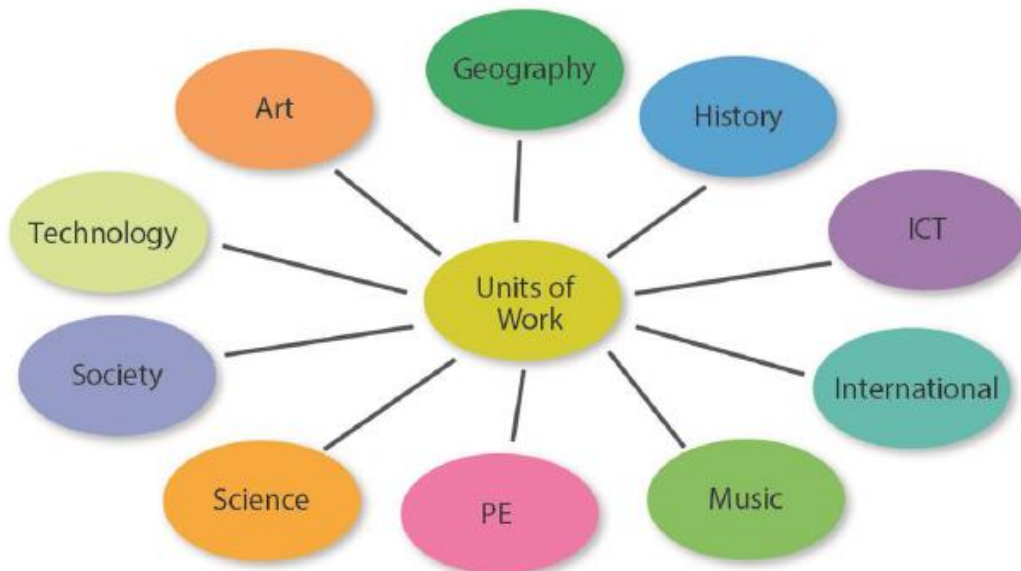 Geography
Art
History
Technology
ICT
Units of
Work
Society
International
Science
PE
Music